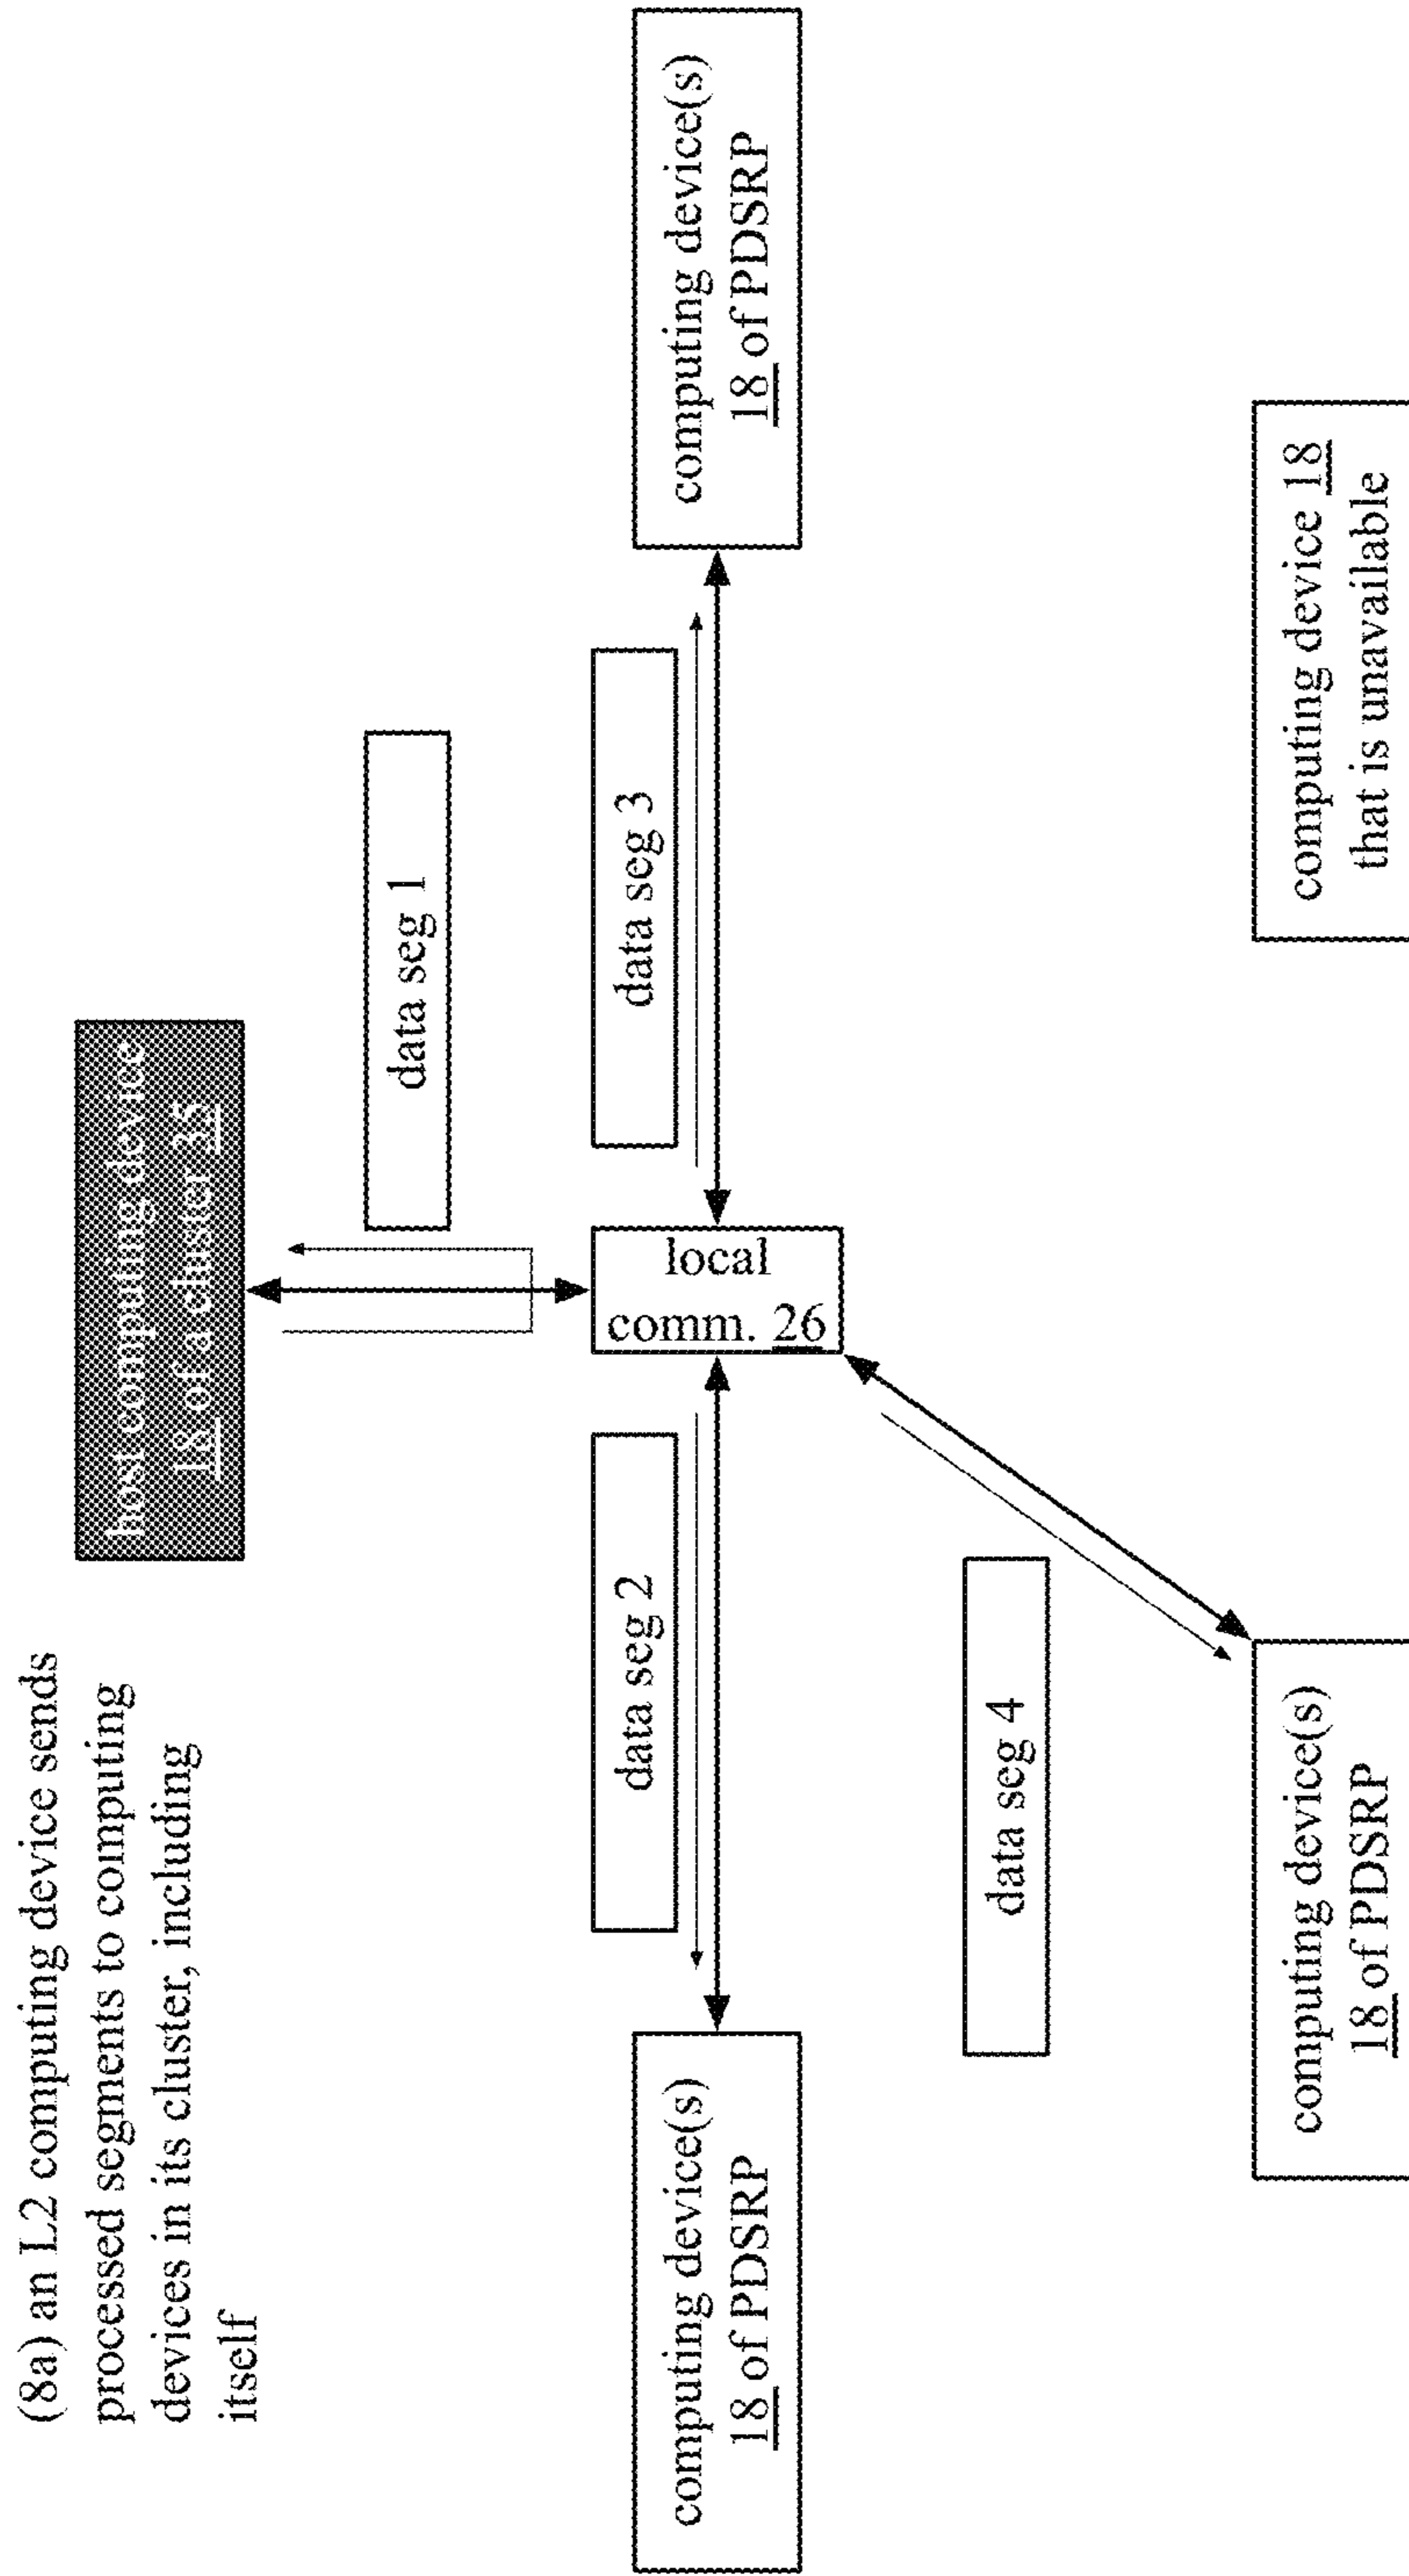 (8a) an L2 computing device sends
processed segments to computing
devices in its cluster, including
itself
host computing device
18 of a cluster 35
data seg 1
data seg 2
data seg 3
local
comm. 26
computing device(s)
18 of PDSRP
computing device(s)
18 of PDSRP
data seg 4
computing device(s)
18 of PDSRP
computing device 18
that is unavailable